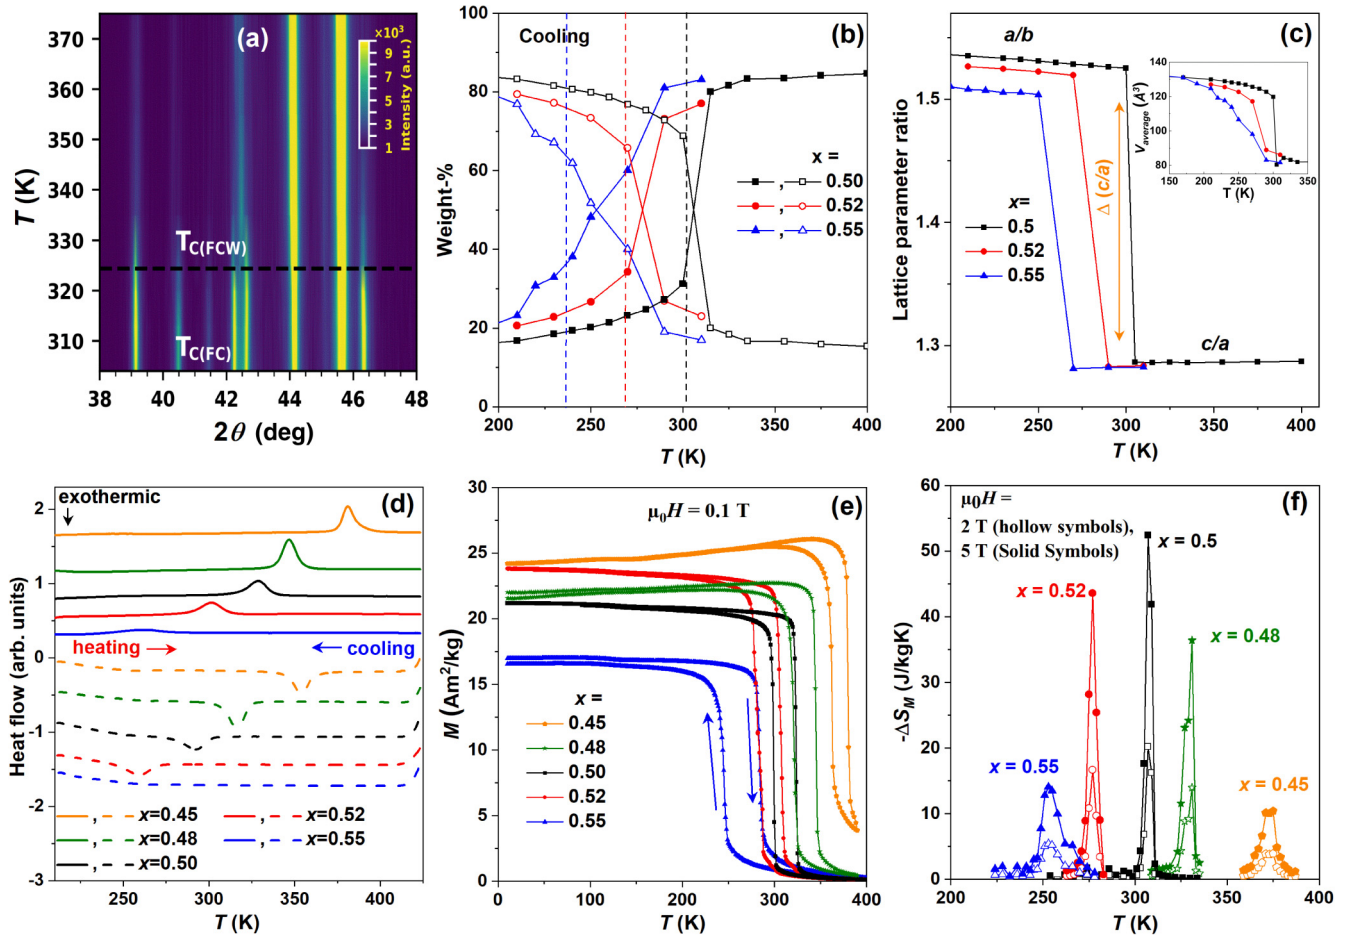 (a)
×10³
Intensity (a.u.)
9
7
5
3
1
T_C(FCW)
T_C(FC)
T (K)
375
370
360
350
340
330
320
310
38
40
42
44
46
48
2θ (deg)
(b)
Cooling
Weight-%
100
80
60
40
20
0
x =
0.50
0.52
0.55
200
225
250
275
300
325
350
375
400
T (K)
(c)
a/b
Lattice parameter ratio
1.5
1.4
1.3
Δ (c/a)
c/a
x=
0.5
0.52
0.55
V_average (Å³)
140
120
100
80
150
200
250
300
350
T (K)
200
250
300
350
400
T (K)
(d)
exothermic
Heat flow (arb. units)
2
1
0
-1
-2
-3
heating
cooling
, x=0.45
, x=0.52
, x=0.48
, x=0.55
, x=0.50
250
300
350
400
T (K)
(e)
μ₀H = 0.1 T
M (Am²/kg)
30
25
20
15
10
5
0
x =
0.45
0.48
0.50
0.52
0.55
0
100
200
300
400
T (K)
(f)
μ₀H =
2 T (hollow symbols),
5 T (Solid Symbols)
-ΔS_M (J/kgK)
60
50
40
30
20
10
0
x = 0.5
x = 0.52
x = 0.48
x = 0.55
x = 0.45
200
250
300
350
400
T (K)